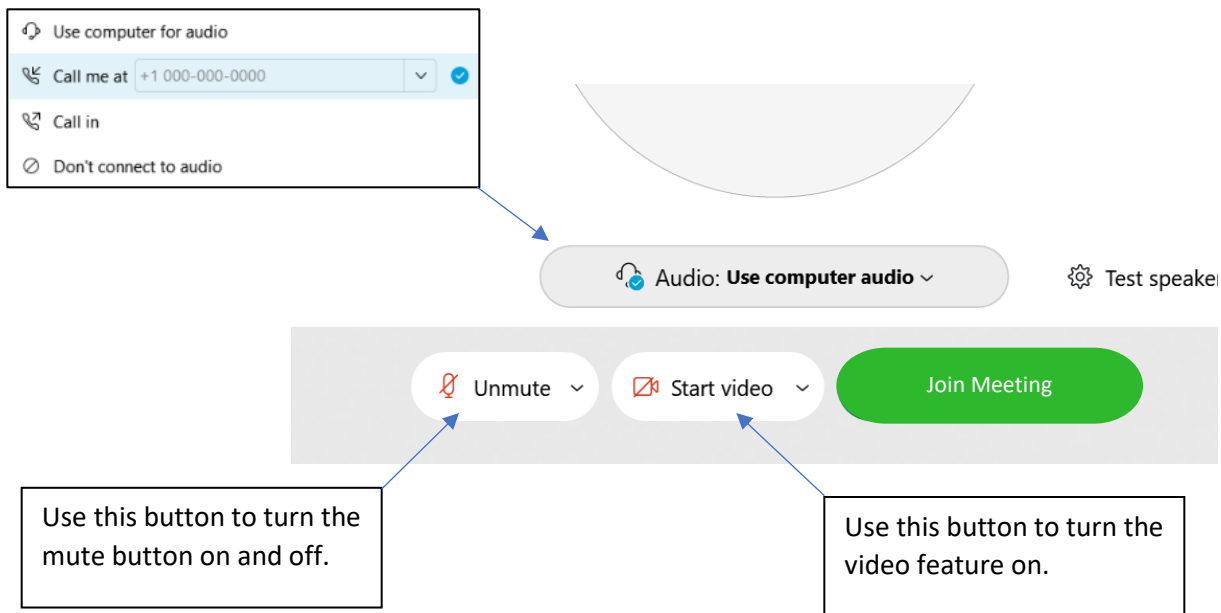 Use computer for audio
Call me at +1 000-000-0000
Call in
Don't connect to audio
Audio: Use computer audio
Test speaker
Unmute
Start video
Join Meeting
Use this button to turn the
mute button on and off.
Use this button to turn the
video feature on.